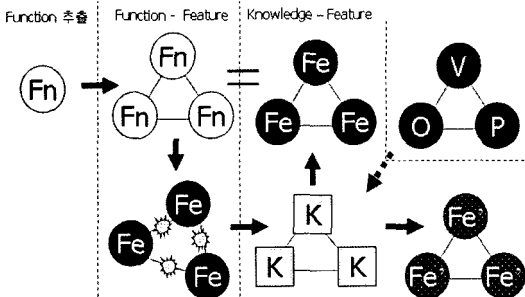 Function 추출
Function - Feature
Knowledge - Feature
Fn
Fn
Fn
Fn
Fe
Fe
Fe
V
O
P
Fe
Fe
Fe
K
K
K
Fe'
Fe'
Fe'